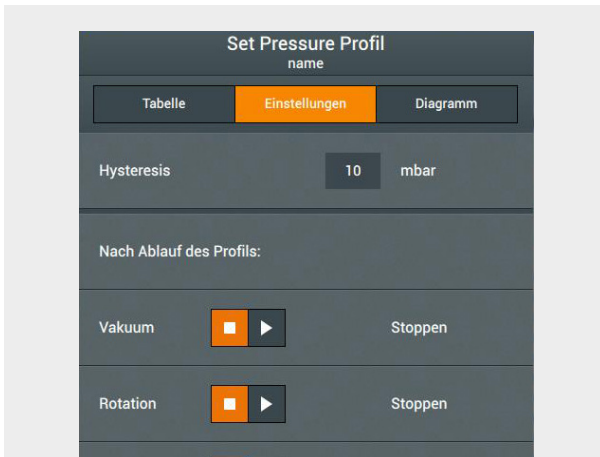 Set Pressure Profil
name
Tabelle Einstellungen Diagramm
Hysteresis 10 mbar
Nach Ablauf des Profils:
Vakuum Stoppen
Rotation Stoppen